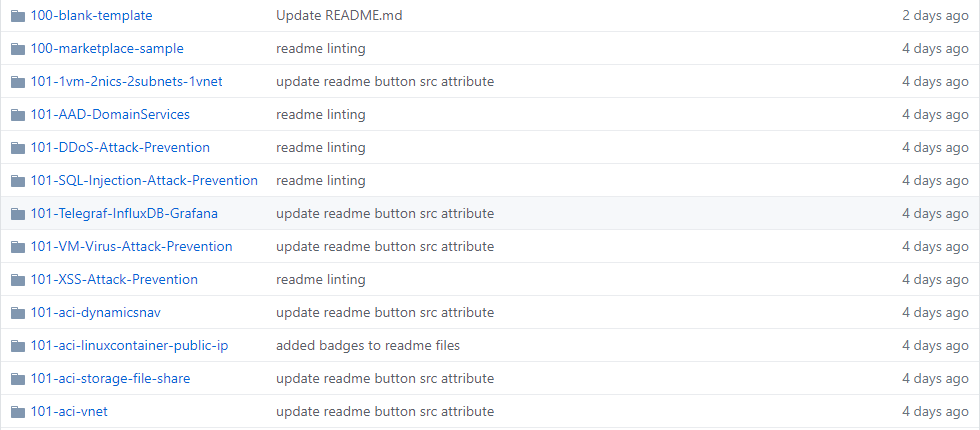 100-blank-template Update README.md 2 days ago
100-marketplace-sample readme linting 4 days ago
101-1vm-2nics-2subnets-1vnet update readme button src attribute 4 days ago
101-AAD-DomainServices readme linting 4 days ago
101-DDoS-Attack-Prevention readme linting 4 days ago
101-SQL-Injection-Attack-Prevention readme linting 4 days ago
101-Telegraf-InfluxDB-Grafana update readme button src attribute 4 days ago
101-VM-Virus-Attack-Prevention update readme button src attribute 4 days ago
101-XSS-Attack-Prevention readme linting 4 days ago
101-aci-dynamicsnav update readme button src attribute 4 days ago
101-aci-linuxcontainer-public-ip added badges to readme files 4 days ago
101-aci-storage-file-share update readme button src attribute 4 days ago
101-aci-vnet update readme button src attribute 4 days ago